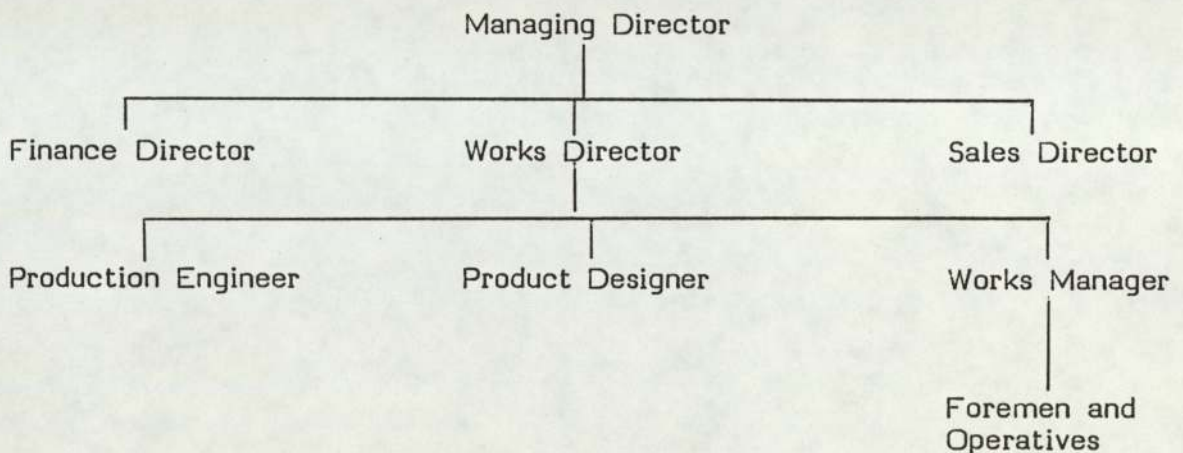 Managing Director
Finance Director
Works Director
Sales Director
Production Engineer
Product Designer
Works Manager
Foremen and
Operatives